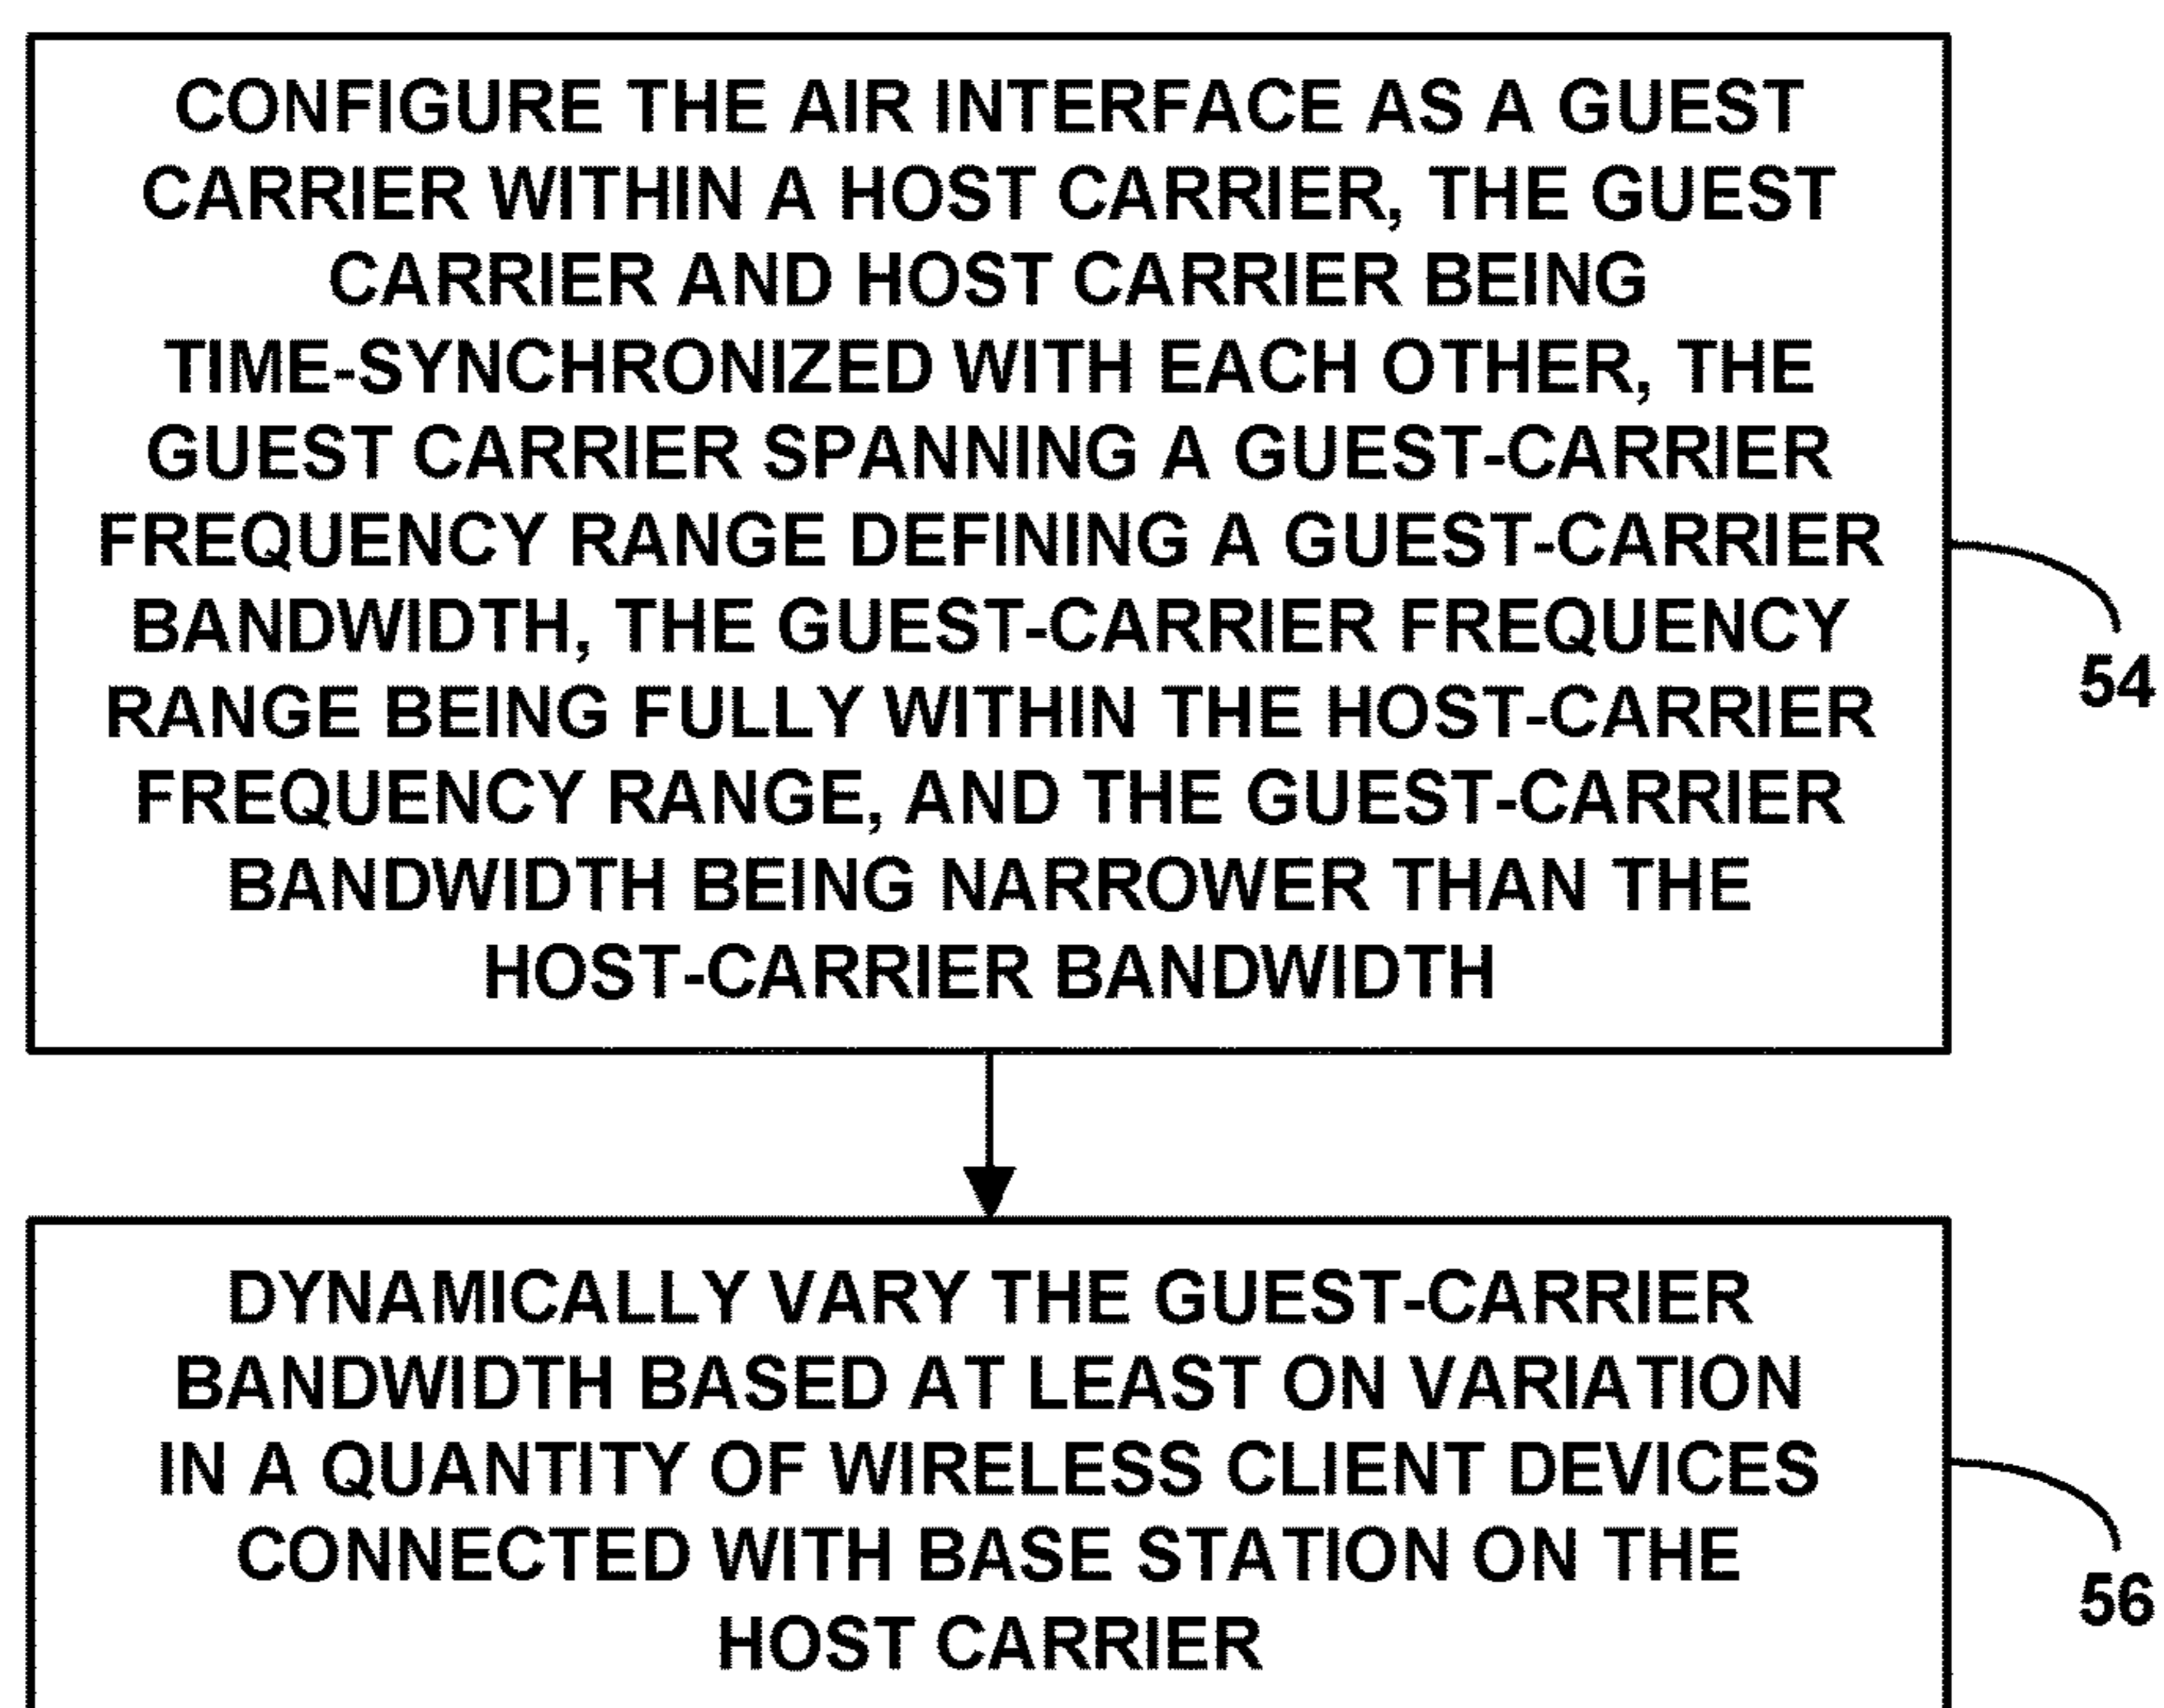 CONFIGURE THE AIR INTERFACE AS A GUEST
CARRIER WITHIN A HOST CARRIER, THE GUEST
CARRIER AND HOST CARRIER BEING
TIME-SYNCHRONIZED WITH EACH OTHER, THE
GUEST CARRIER SPANNING A GUEST-CARRIER
FREQUENCY RANGE DEFINING A GUEST-CARRIER
BANDWIDTH, THE GUEST-CARRIER FREQUENCY
RANGE BEING FULLY WITHIN THE HOST-CARRIER
FREQUENCY RANGE, AND THE GUEST-CARRIER
BANDWIDTH BEING NARROWER THAN THE
HOST-CARRIER BANDWIDTH
54
DYNAMICALLY VARY THE GUEST-CARRIER
BANDWIDTH BASED AT LEAST ON VARIATION
IN A QUANTITY OF WIRELESS CLIENT DEVICES
CONNECTED WITH BASE STATION ON THE
HOST CARRIER
56